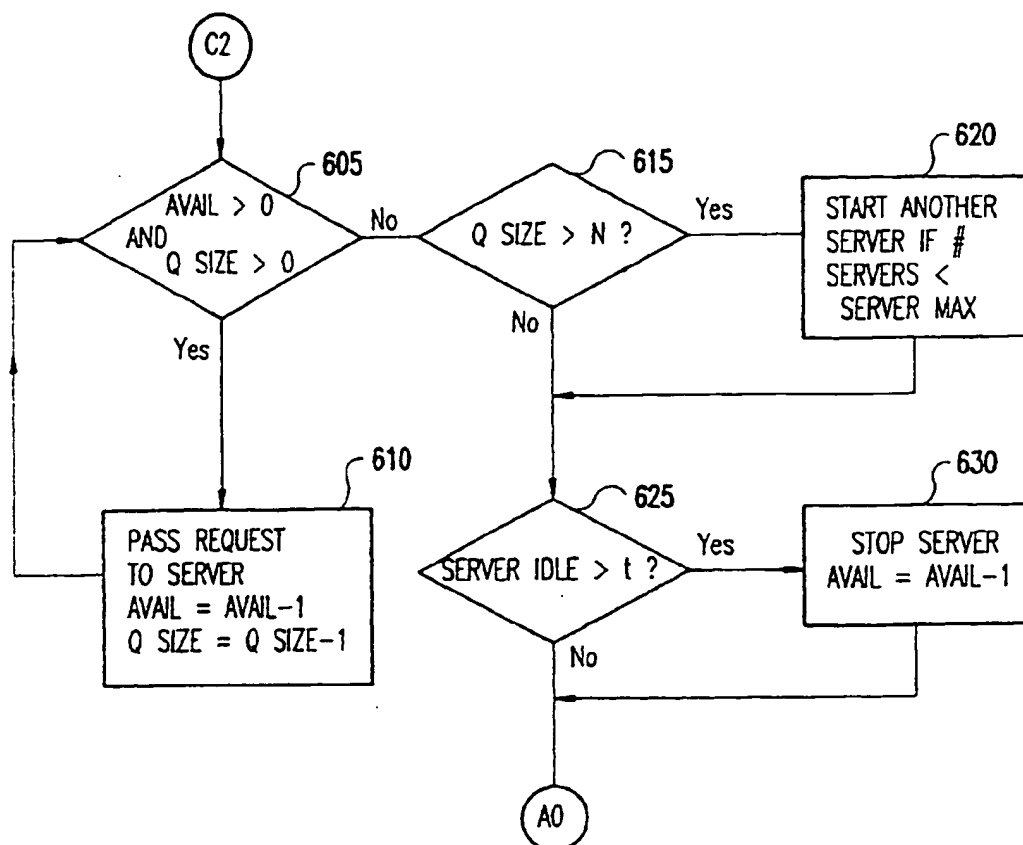 C2
605
AVAIL > 0
AND
Q SIZE > 0
No
Yes
610
PASS REQUEST
TO SERVER
AVAIL = AVAIL-1
Q SIZE = Q SIZE-1
615
Q SIZE > N ?
Yes
No
620
START ANOTHER
SERVER IF #
SERVERS <
SERVER MAX
625
SERVER IDLE > t ?
Yes
No
630
STOP SERVER
AVAIL = AVAIL-1
A0